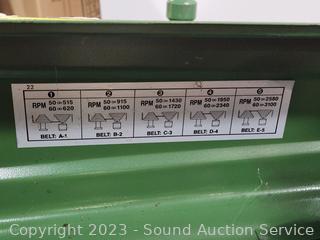 22
1 2 3 4 5
RPM 50∾515 RPM 50∾915 RPM 50∾1430 RPM 50∾1950 RPM 50∾2580
60∾620 60∾1100 60∾1720 60∾2340 60∾3100
BELT: A-1 BELT: B-2 BELT: C-3 BELT: D-4 BELT: E-5
Copyright 2023 - Sound Auction Service